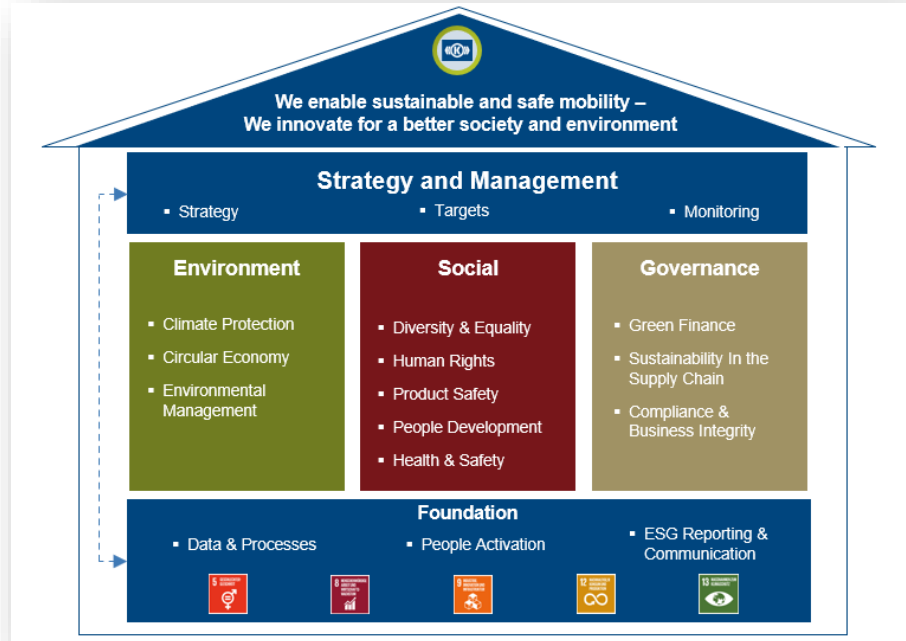 K
We enable sustainable and safe mobility –
We innovate for a better society and environment
Strategy and Management
▪ Strategy
▪ Targets
▪ Monitoring
Environment
▪ Climate Protection
▪ Circular Economy
▪ Environmental
Management
Social
▪ Diversity & Equality
▪ Human Rights
▪ Product Safety
▪ People Development
▪ Health & Safety
Governance
▪ Green Finance
▪ Sustainability In the
Supply Chain
▪ Compliance &
Business Integrity
Foundation
▪ Data & Processes
▪ People Activation
▪ ESG Reporting &
Communication
5
8
9
12
13